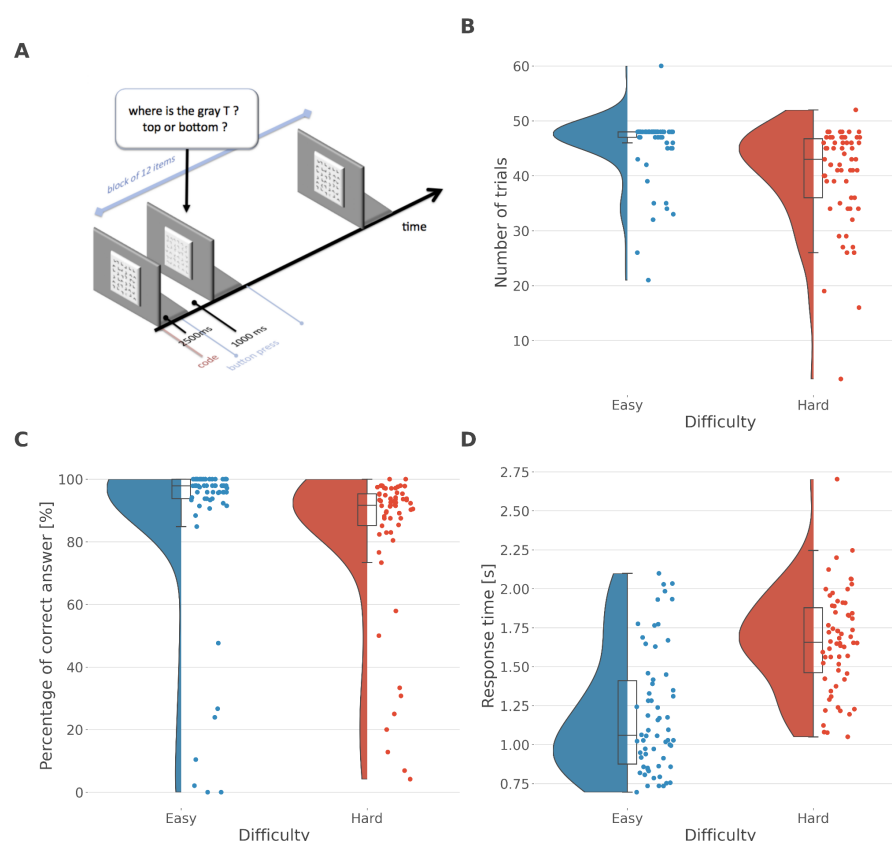 A
where is the gray T ?
top or bottom ?
block of 12 items
time
2500ms
1000 ms
code
button press
B
60
50
40
30
20
10
Number of trials
Easy
Hard
Difficulty
C
100
80
60
40
20
0
Percentage of correct answer [%]
Easy
Hard
Difficulty
D
2.75
2.50
2.25
2.00
1.75
1.50
1.25
1.00
0.75
Response time [s]
Easy
Hard
Difficulty